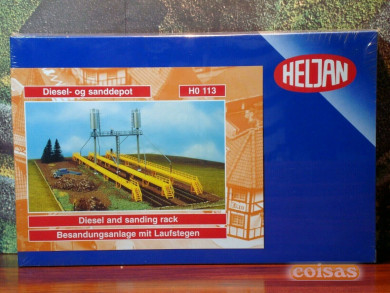 Diesel- og sanddepot
H0 113
HELJAN
Diesel and sanding rack
Besandungsanlage mit Laufstegen
coisas